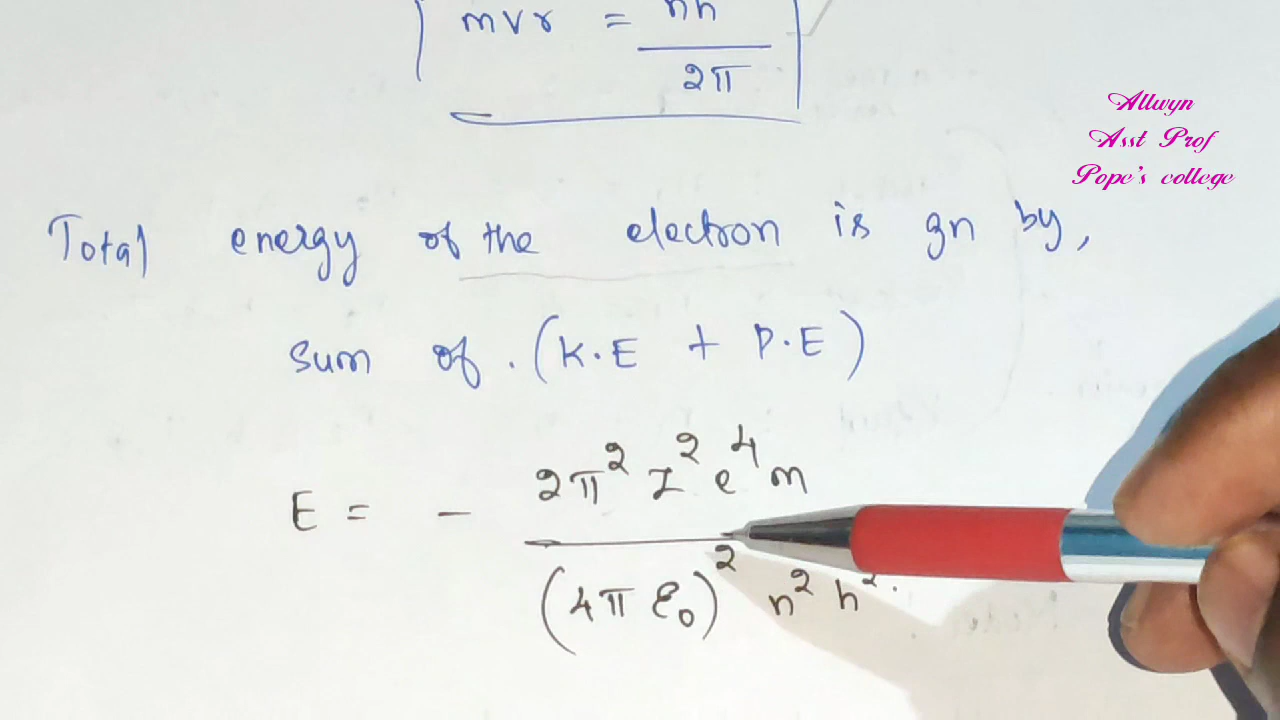 mvr = nh
2π
Allwyn
Asst Prof
Pope's college
Total energy of the electron is gn by,
Sum of . (K.E + P.E)
E = - 2π² Z² e⁴ m
(4π ε₀)² n² h² .